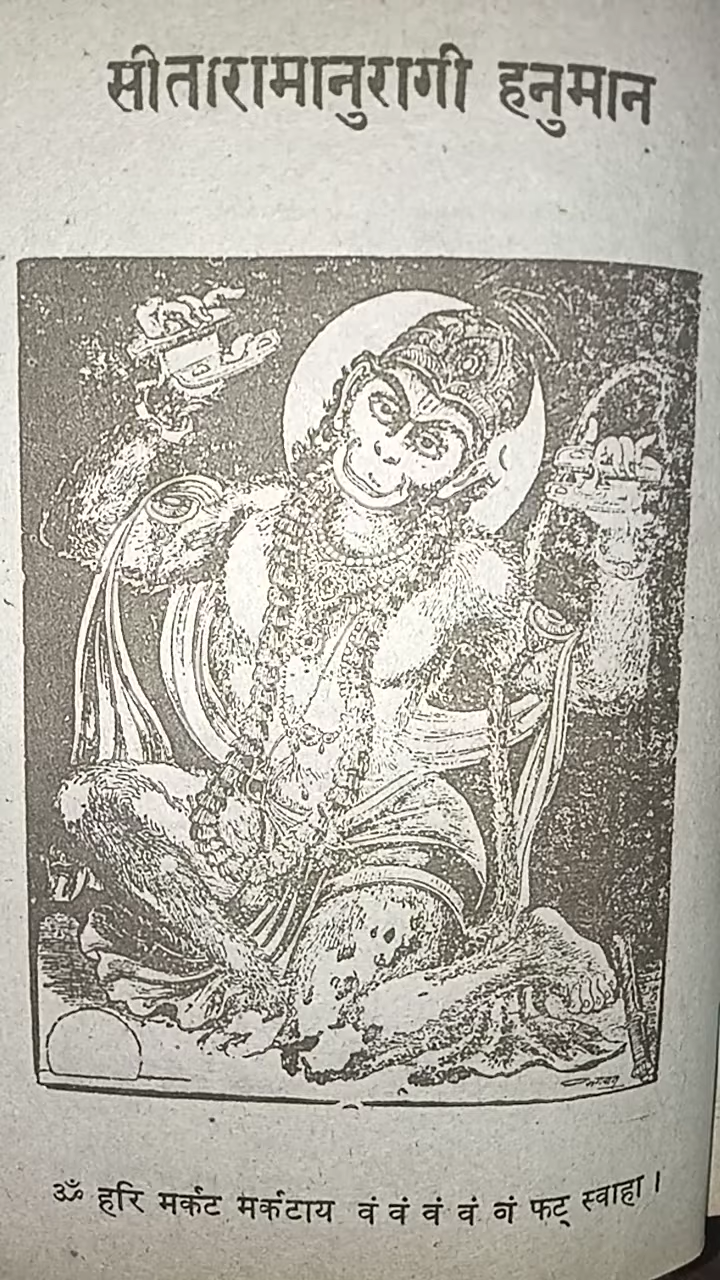 सीतारामानुरागी हनुमान
ॐ हरि मर्कट मर्कटाय वं वं वं वं वं फट् स्वाहा ।